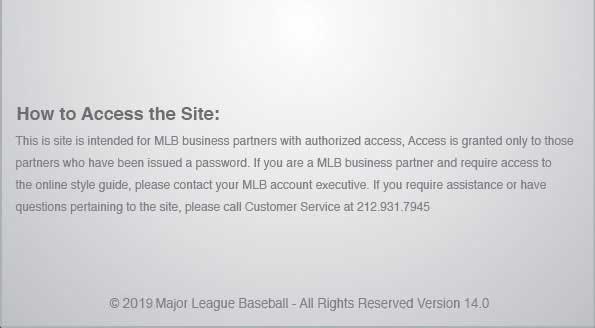 How to Access the Site:
This is site is intended for MLB business partners with authorized access, Access is granted only to those
partners who have been issued a password. If you are a MLB business partner and require access to
the online style guide, please contact your MLB account executive. If you require assistance or have
questions pertaining to the site, please call Customer Service at 212.931.7945
© 2019 Major League Baseball - All Rights Reserved Version 14.0